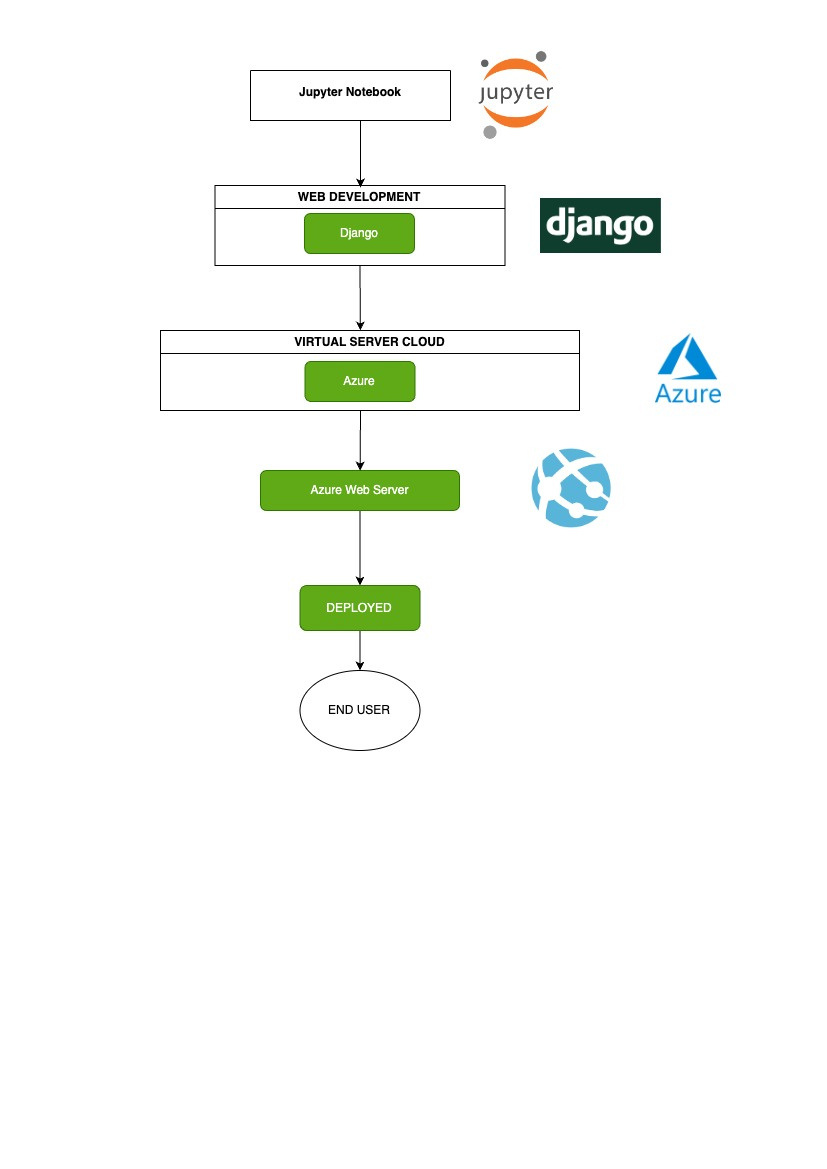 Jupyter Notebook
jupyter
WEB DEVELOPMENT
Django
django
VIRTUAL SERVER CLOUD
Azure
Azure
Azure Web Server
DEPLOYED
END USER